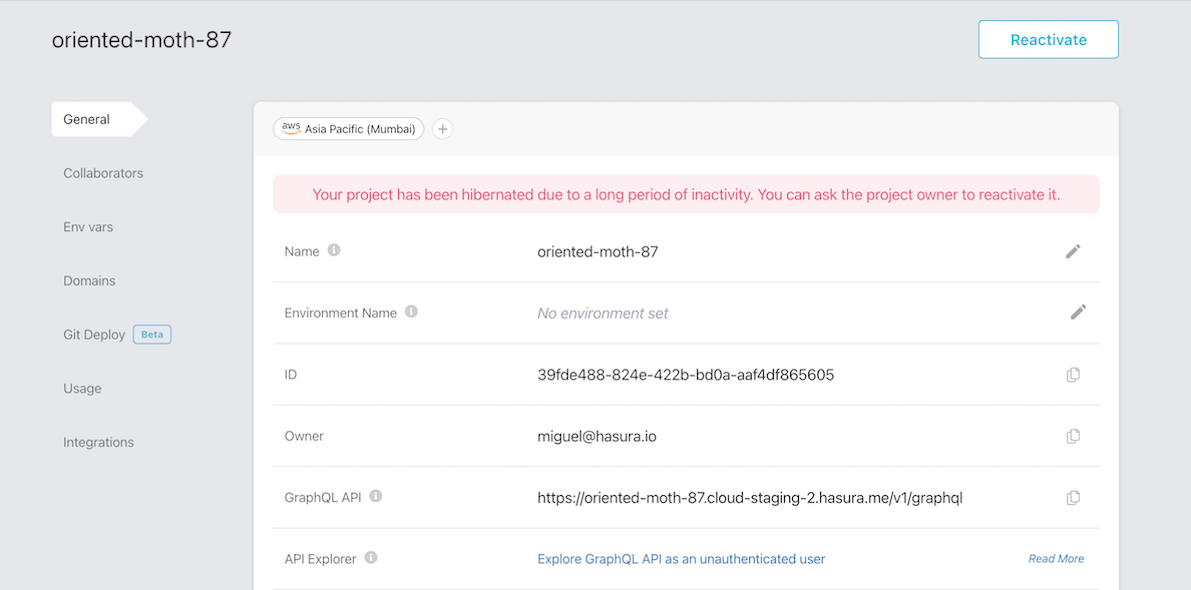 oriented-moth-87
Reactivate
General
Collaborators
Env vars
Domains
Git Deploy Beta
Usage
Integrations
aws Asia Pacific (Mumbai) +
Your project has been hibernated due to a long period of inactivity. You can ask the project owner to reactivate it.
Name oriented-moth-87
Environment Name No environment set
ID 39fde488-824e-422b-bd0a-aaf4df865605
Owner miguel@hasura.io
GraphQL API https://oriented-moth-87.cloud-staging-2.hasura.me/v1/graphql
API Explorer Explore GraphQL API as an unauthenticated user Read More